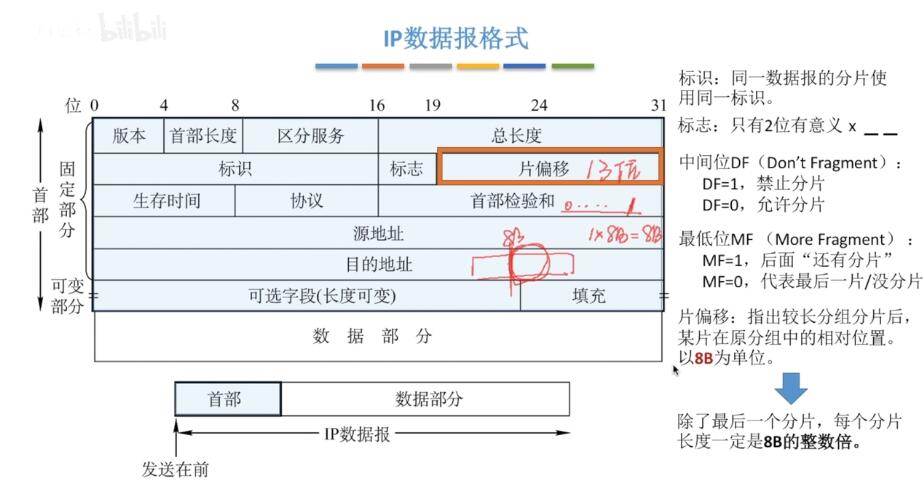 bilibili
IP数据报格式
位 0 4 8 16 19 24 31
版本 首部长度 区分服务 总长度
标识 标志 片偏移 13位
生存时间 协议 首部检验和 0....1
源地址 8B 1×8B=8B
目的地址
可选字段(长度可变) 填充
数据部分
首部
固定部分
可变部分
首部 数据部分
IP数据报
发送在前
标识：同一数据报的分片使
用同一标识。
标志：只有2位有意义 x _ _
中间位DF（Don't Fragment）：
DF=1，禁止分片
DF=0，允许分片
最低位MF （More Fragment）：
MF=1，后面“还有分片”
MF=0，代表最后一片/没分片
片偏移：指出较长分组分片后，
某片在原分组中的相对位置。
以8B为单位。
除了最后一个分片，每个分片
长度一定是8B的整数倍。